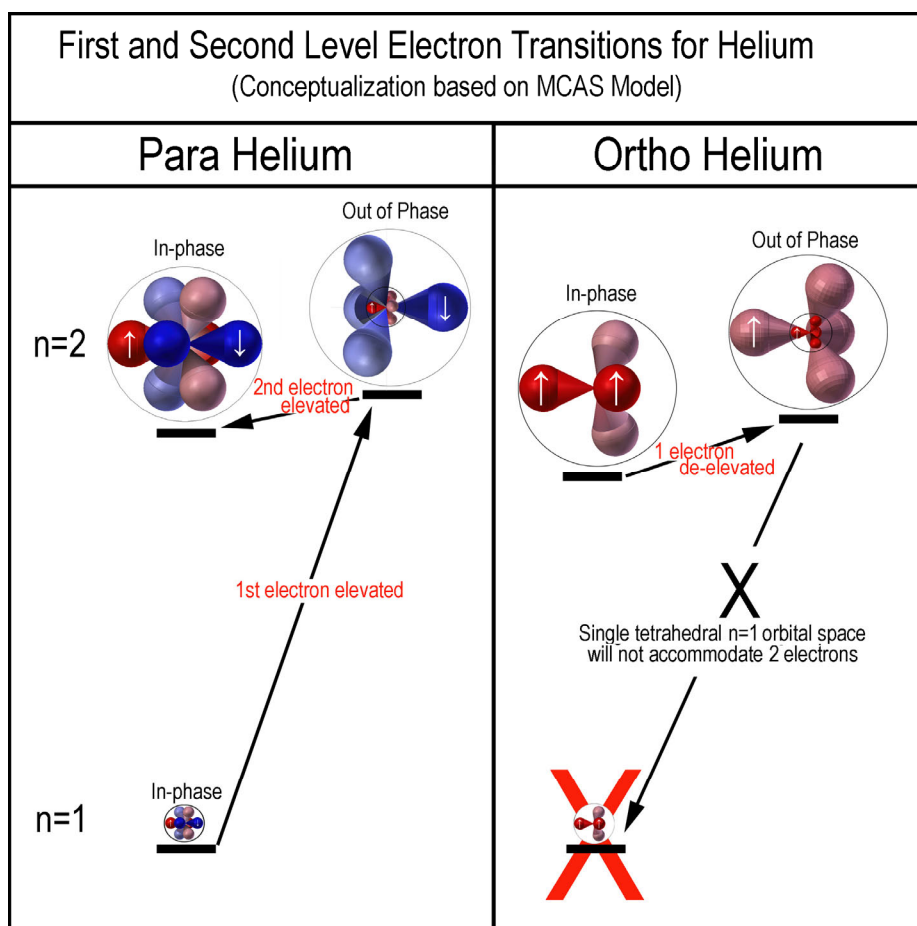 First and Second Level Electron Transitions for Helium
(Conceptualization based on MCAS Model)
Para Helium
Ortho Helium
Out of Phase
In-phase
n=2
↑
↓
↑
↓
2nd electron
elevated
1st electron elevated
In-phase
n=1
↑
↓
Out of Phase
In-phase
↑
↑
↑
↑
1 electron
de-elevated
X
Single tetrahedral n=1 orbital space
will not accommodate 2 electrons
↑
↑